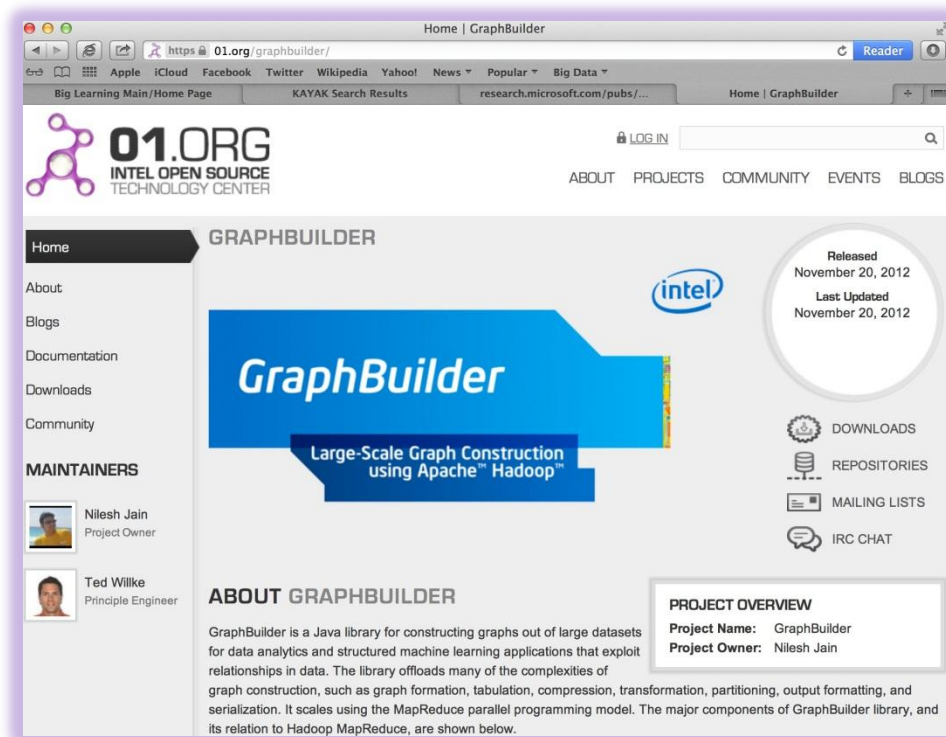 Home | GraphBuilder
https 01.org/graphbuilder/
Reader
Apple iCloud Facebook Twitter Wikipedia Yahoo! News Popular Big Data
Big Learning Main/Home Page KAYAK Search Results research.microsoft.com/pubs/... Home | GraphBuilder
01.ORG
INTEL OPEN SOURCE
TECHNOLOGY CENTER
LOG IN
ABOUT PROJECTS COMMUNITY EVENTS BLOGS
Home
About
Blogs
Documentation
Downloads
Community
MAINTAINERS
Nilesh Jain
Project Owner
Ted Willke
Principle Engineer
GRAPHBUILDER
intel
GraphBuilder
Large-Scale Graph Construction
using Apache™ Hadoop™
Released
November 20, 2012
Last Updated
November 20, 2012
DOWNLOADS
REPOSITORIES
MAILING LISTS
IRC CHAT
ABOUT GRAPHBUILDER
GraphBuilder is a Java library for constructing graphs out of large datasets
for data analytics and structured machine learning applications that exploit
relationships in data. The library offloads many of the complexities of
graph construction, such as graph formation, tabulation, compression, transformation, partitioning, output formatting, and
serialization. It scales using the MapReduce parallel programming model. The major components of GraphBuilder library, and
its relation to Hadoop MapReduce, are shown below.
PROJECT OVERVIEW
Project Name: GraphBuilder
Project Owner: Nilesh Jain